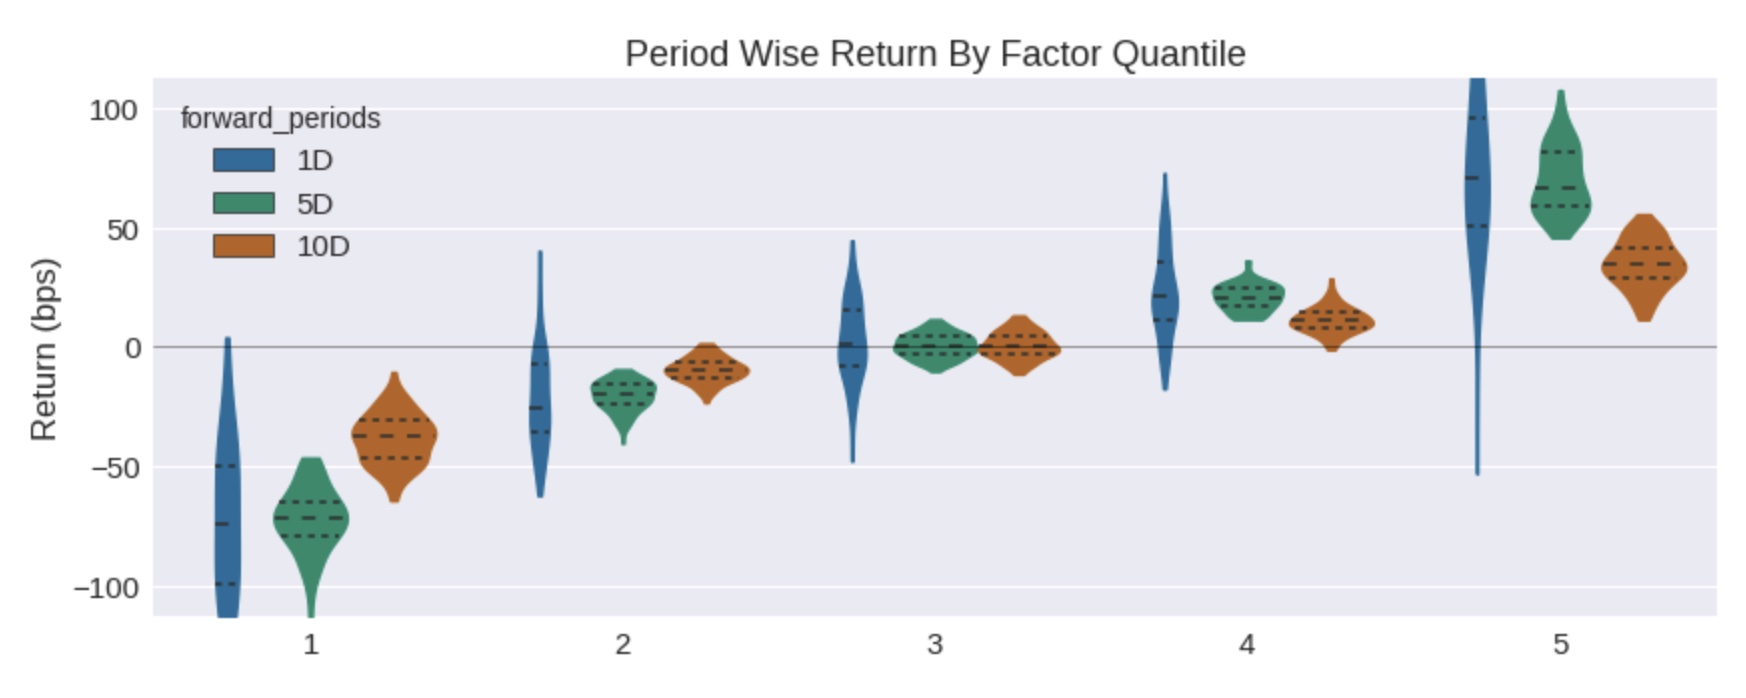 Period Wise Return By Factor Quantile
forward_periods
1D
5D
10D
Return (bps)
100
50
0
−50
−100
1 2 3 4 5